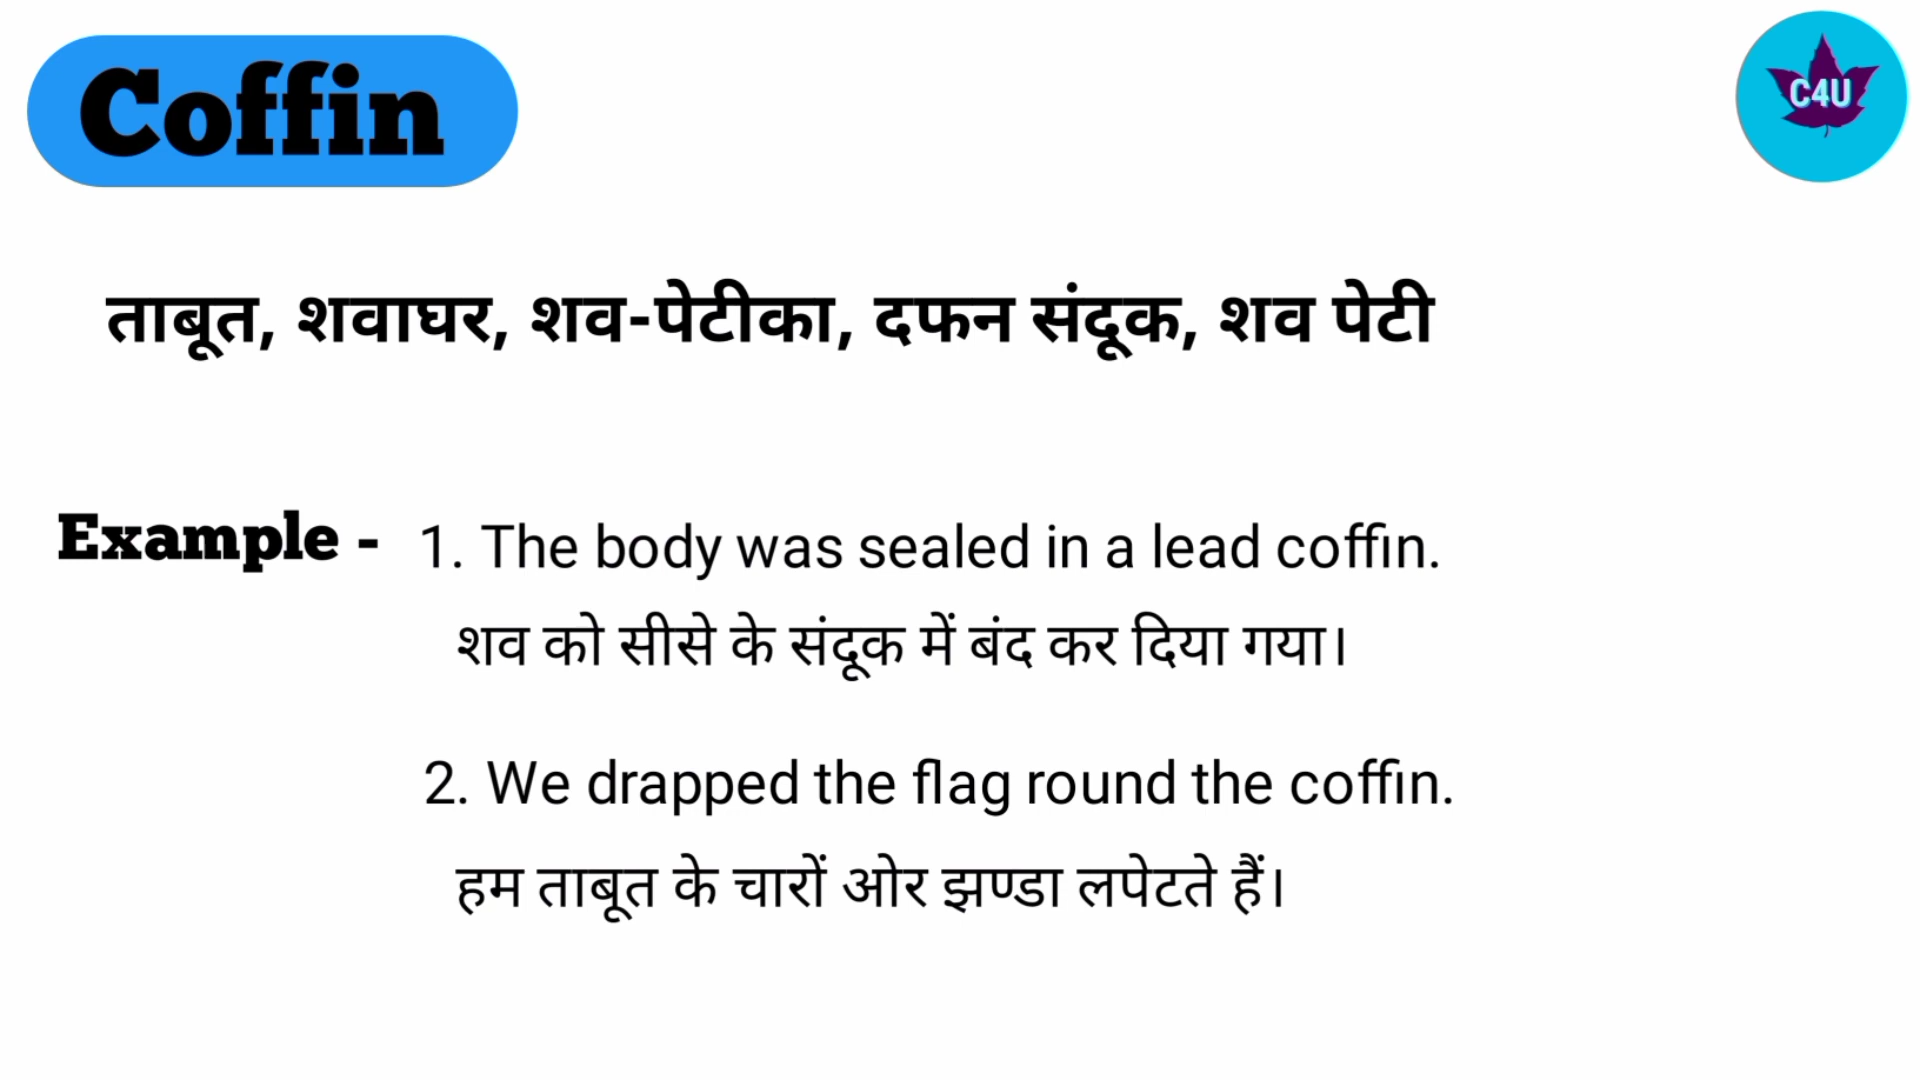 Coffin
C4U
ताबूत, शवाघर, शव-पेटीका, दफन संदूक, शव पेटी
Example - 1. The body was sealed in a lead coffin.
शव को सीसे के संदूक में बंद कर दिया गया।
2. We drapped the flag round the coffin.
हम ताबूत के चारों ओर झण्डा लपेटते हैं।